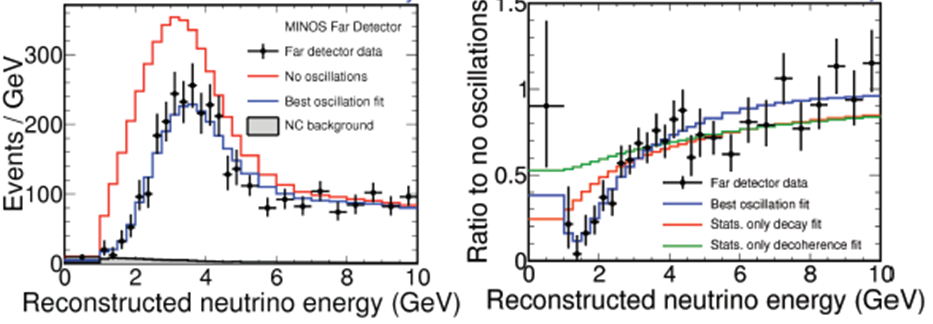 MINOS Far Detector
Far detector data
No oscillations
Best oscillation fit
NC background
Events / GeV
300
200
100
0
0 2 4 6 8 10
Reconstructed neutrino energy (GeV)
Ratio to no oscillations
1.5
1
0.5
0
Far detector data
Best oscillation fit
Stats. only decay fit
Stats. only decoherence fit
0 2 4 6 8 10
Reconstructed neutrino energy (GeV)